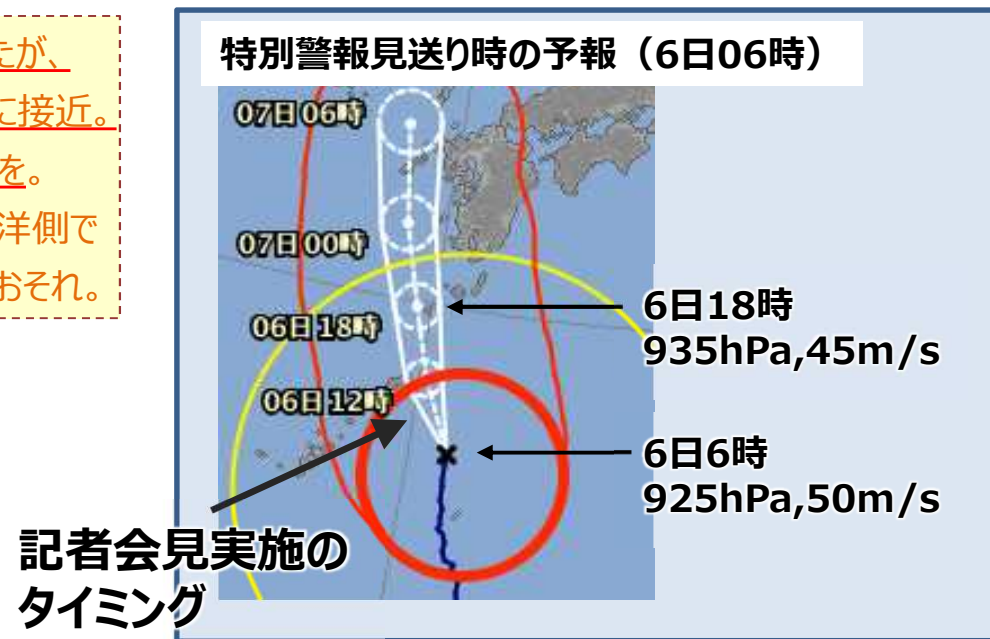 たが、
に接近。
を。
洋側で
おそれ。
特別警報見送り時の予報（6日06時）
07日06時
07日00時
06日18時
06日12時
6日18時
935hPa,45m/s
6日6時
925hPa,50m/s
記者会見実施の
タイミング